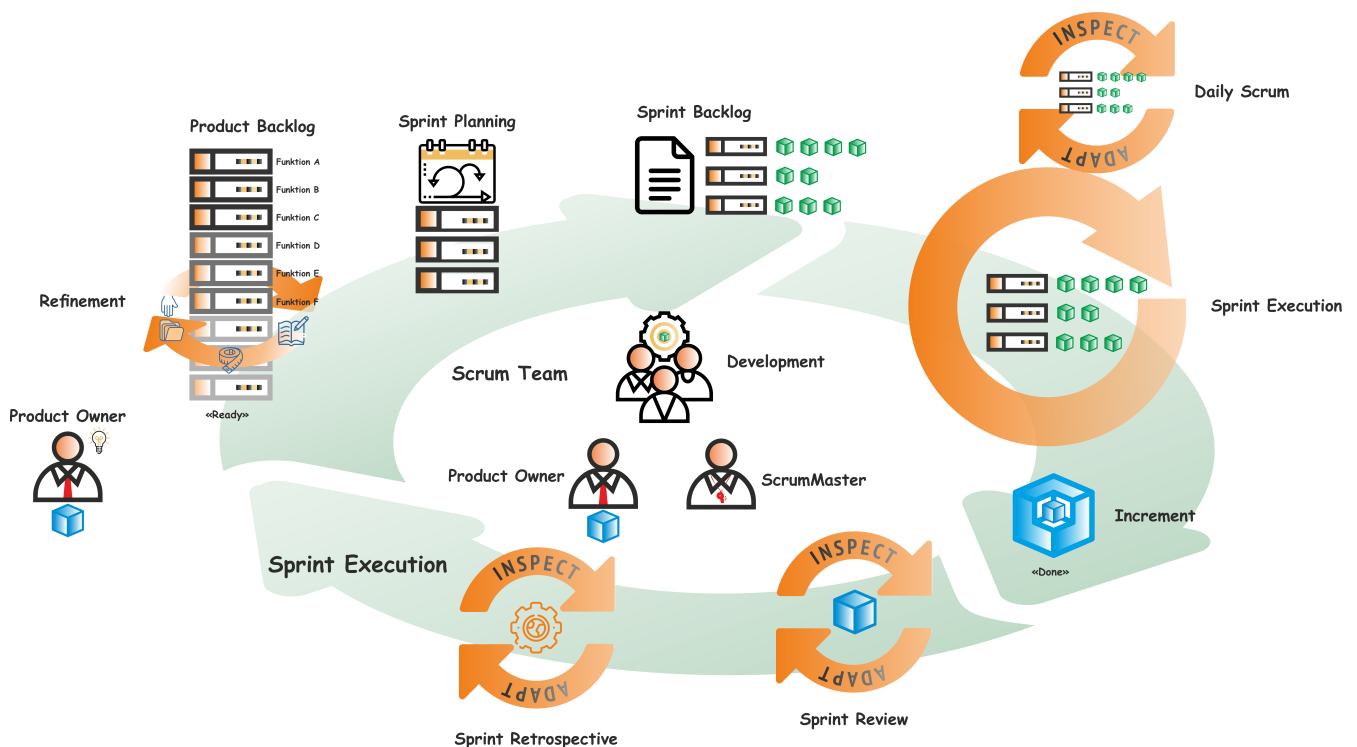 INSPECT
Daily Scrum
ADAPT
Product Backlog
Sprint Planning
Sprint Backlog
Funktion A
Funktion B
Funktion C
Funktion D
Funktion E
Funktion F
Refinement
«Ready»
Product Owner
Sprint Execution
Scrum Team
Development
Product Owner
ScrumMaster
Increment
«Done»
Sprint Execution
INSPECT
ADAPT
Sprint Retrospective
INSPECT
ADAPT
Sprint Review